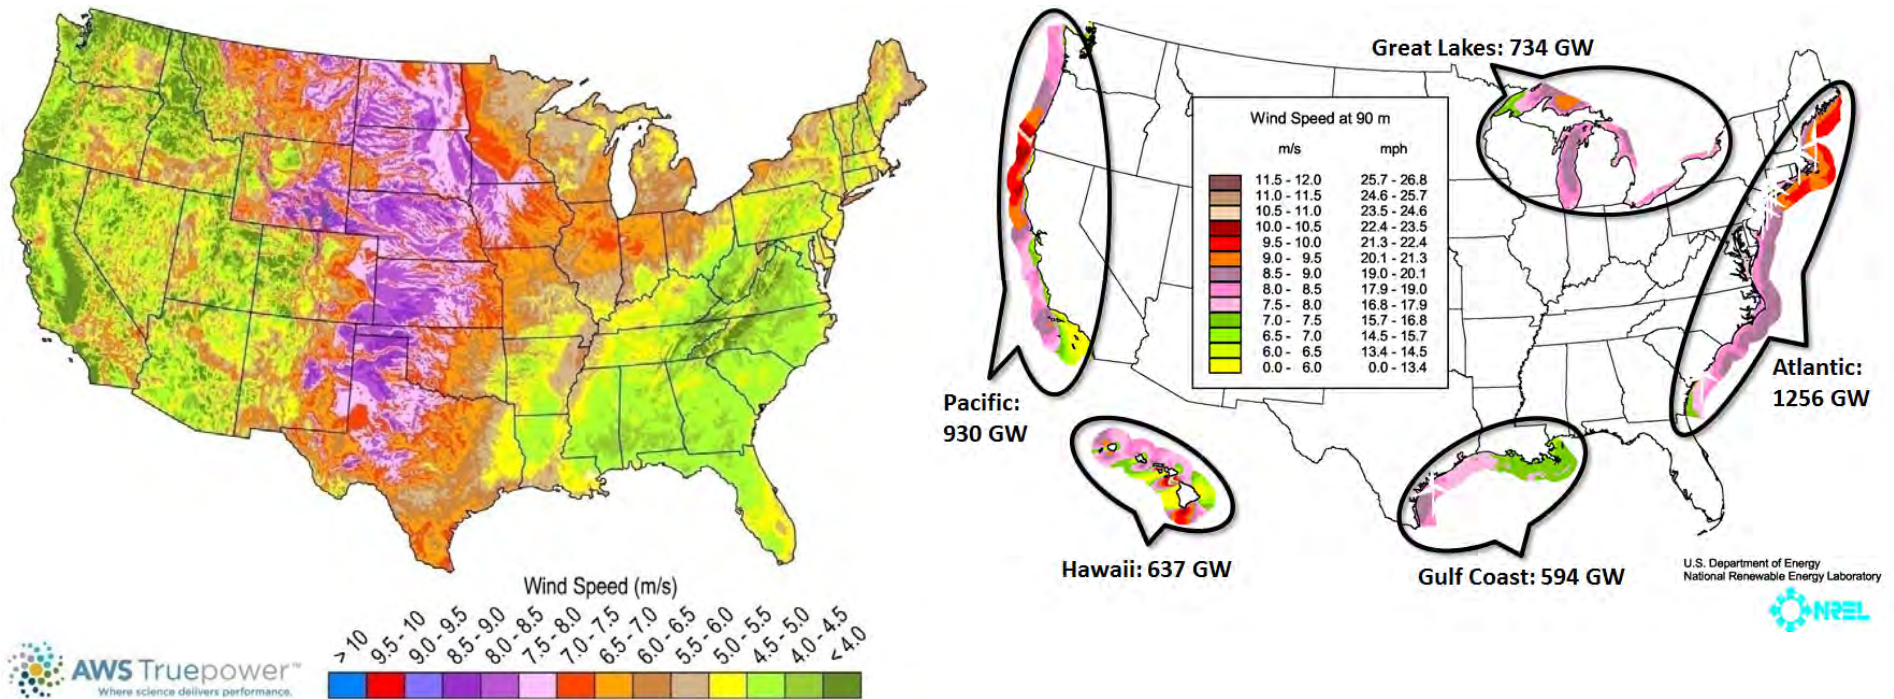 Wind Speed (m/s)
> 10
9.5 - 10
9.0 - 9.5
8.5 - 9.0
8.0 - 8.5
7.5 - 8.0
7.0 - 7.5
6.5 - 7.0
6.0 - 6.5
5.5 - 6.0
5.0 - 5.5
4.5 - 5.0
4.0 - 4.5
< 4.0
AWS Truepower™
Where science delivers performance.
Great Lakes: 734 GW
Wind Speed at 90 m
m/s mph
11.5 - 12.0 25.7 - 26.8
11.0 - 11.5 24.6 - 25.7
10.5 - 11.0 23.5 - 24.6
10.0 - 10.5 22.4 - 23.5
9.5 - 10.0 21.3 - 22.4
9.0 - 9.5 20.1 - 21.3
8.5 - 9.0 19.0 - 20.1
8.0 - 8.5 17.9 - 19.0
7.5 - 8.0 16.8 - 17.9
7.0 - 7.5 15.7 - 16.8
6.5 - 7.0 14.5 - 15.7
6.0 - 6.5 13.4 - 14.5
0.0 - 6.0 0.0 - 13.4
Pacific:
930 GW
Atlantic:
1256 GW
Hawaii: 637 GW
Gulf Coast: 594 GW
U.S. Department of Energy
National Renewable Energy Laboratory
NREL